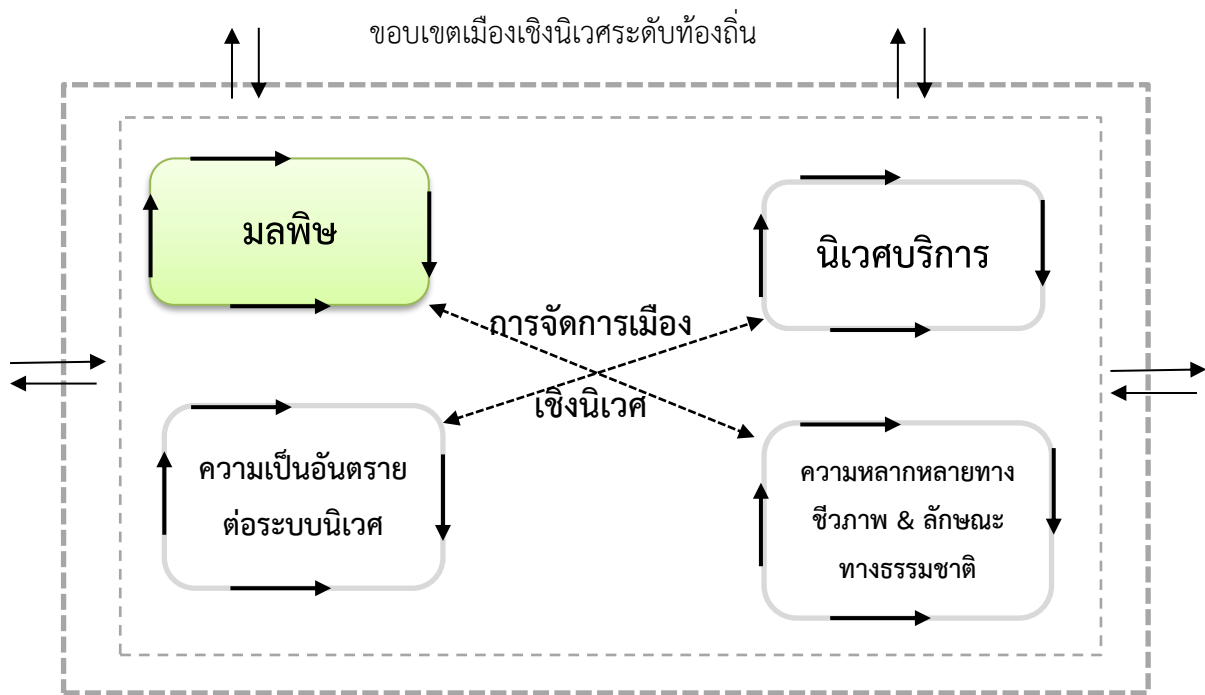 ขอบเขตเมืองเชิงนิเวศระดับท้องถิ่น
มลพิษ
นิเวศบริการ
การจัดการเมือง
เชิงนิเวศ
ความเป็นอันตราย
ต่อระบบนิเวศ
ความหลากหลายทาง
ชีวภาพ & ลักษณะ
ทางธรรมชาติ